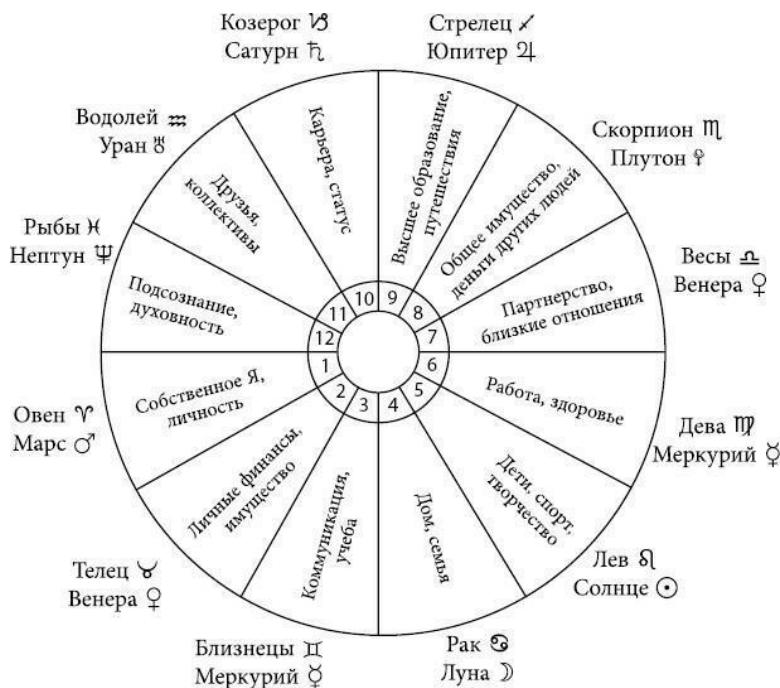 Козерог ♑
Сатурн ♄
Стрелец ♐
Юпитер ♃
Водолей ♒
Уран ♅
Скорпион ♏
Плутон ⚴
Рыбы ♓
Нептун ♆
Весы ♎
Венера ♀
Овен ♈
Марс ♂
Дева ♍
Меркурий ☿
Телец ♉
Венера ♀
Лев ♌
Солнце ☉
Близнецы ♊
Меркурий ☿
Рак ♋
Луна ☽
Карьера, статус
Высшее образование,
путешествия
Друзья,
коллективы
Общее имущество,
деньги других людей
Подсознание,
духовность
Партнерство,
близкие отношения
Собственное Я,
личность
Работа, здоровье
Личные финансы,
имущество
Дети, спорт,
творчество
Коммуникация,
учеба
Дом, семья
10
9
11
8
12
7
1
6
2
5
3
4